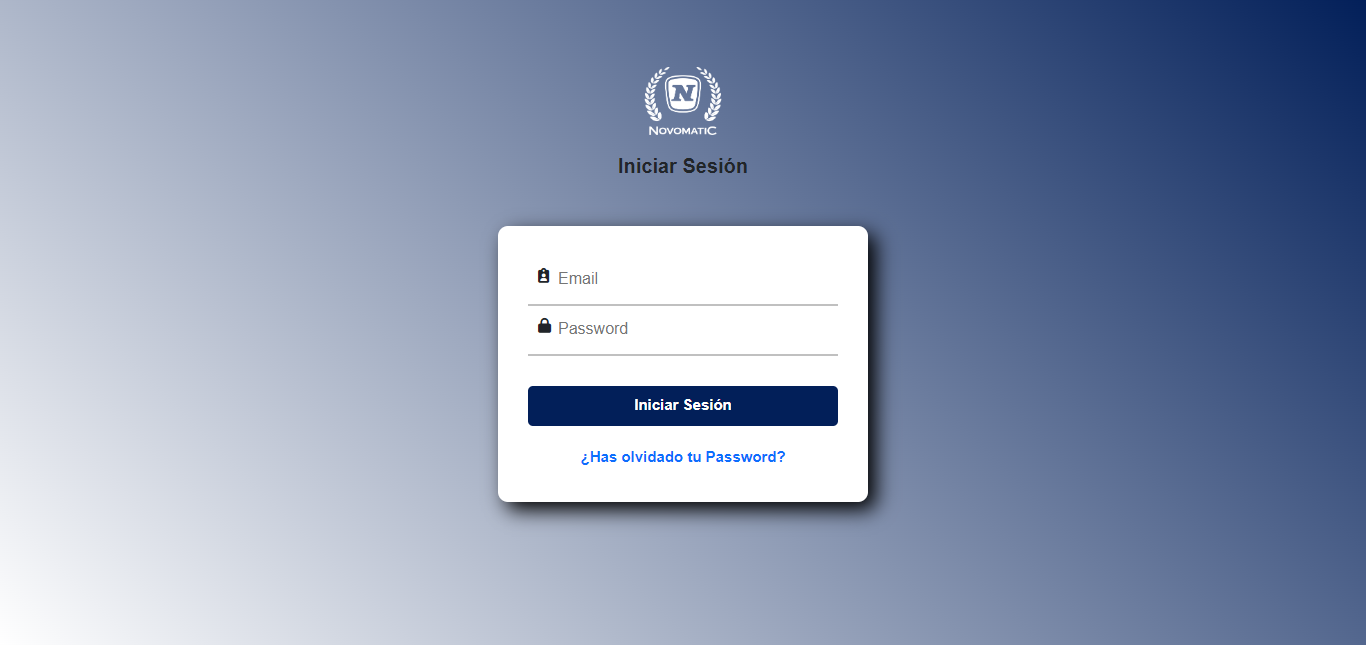 N
NOVOMATIC
Iniciar Sesión
Email
Password
Iniciar Sesión
¿Has olvidado tu Password?